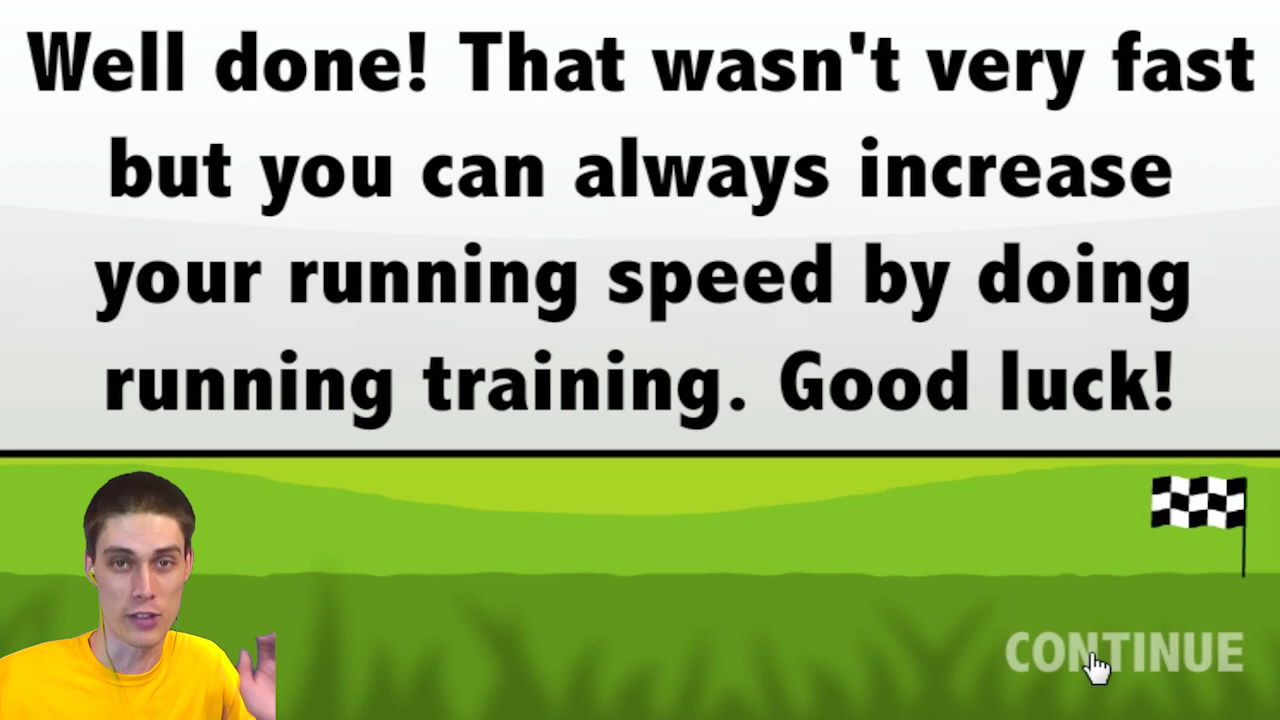 Well done! That wasn't very fast
but you can always increase
your running speed by doing
running training. Good luck!
CONTINUE